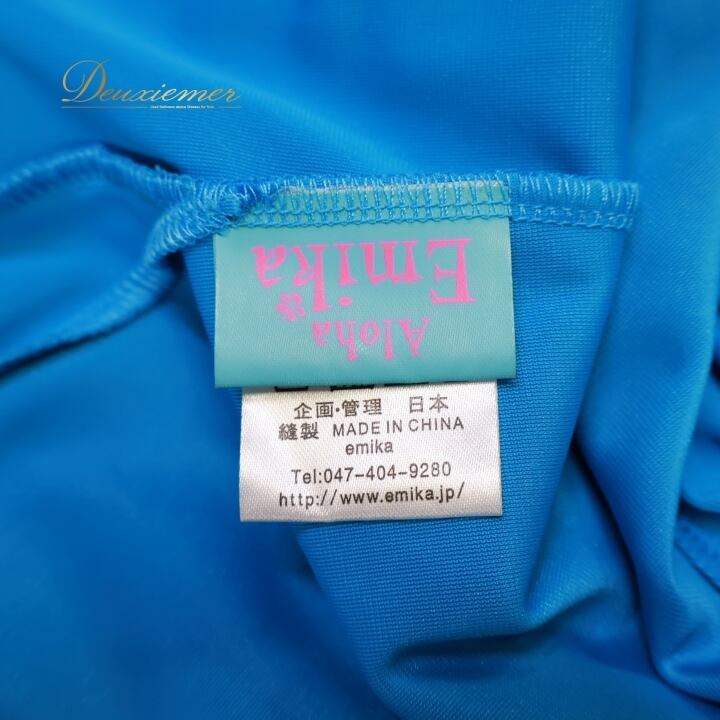 Deuxiemer
Aloha
Emika
企画・管理 日本
縫製 MADE IN CHINA
emika
Tel:047-404-9280
http://www.emika.jp/